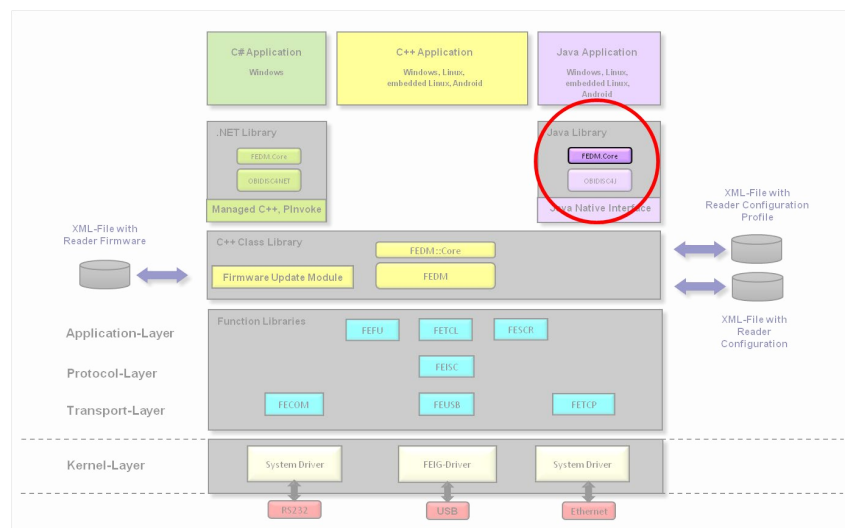 C# Application
Windows
C++ Application
Windows, Linux,
embedded Linux, Android
Java Application
Windows, Linux,
embedded Linux,
Android
.NET Library
FEDM.Core
OBIDISC4NET
Managed C++, PInvoke
Java Library
FEDM.Core
OBIDISC4J
Java Native Interface
XML-File with
Reader Firmware
XML-File with
Reader Configuration
Profile
C++ Class Library
FEDM::Core
Firmware Update Module
FEDM
XML-File with
Reader
Configuration
Application-Layer
Function Libraries
FEFU
FETCL
FESCR
Protocol-Layer
FEISC
Transport-Layer
FECOM
FEUSB
FETCP
Kernel-Layer
System Driver
FEIG-Driver
System Driver
RS232
USB
Ethernet